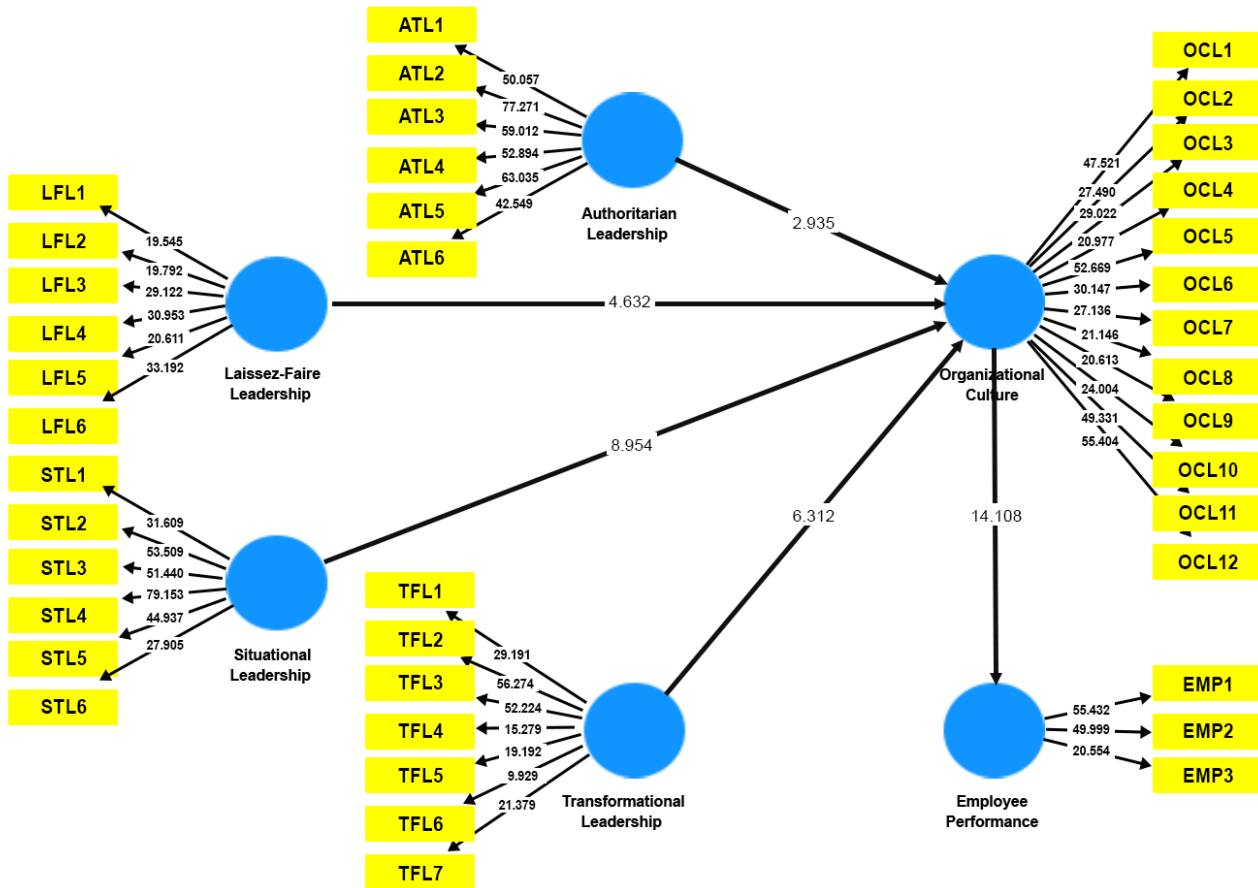 ATL1
ATL2
ATL3
ATL4
ATL5
ATL6
50.057
77.271
59.012
52.894
63.035
42.549
Authoritarian
Leadership
2.935
LFL1
LFL2
LFL3
LFL4
LFL5
LFL6
19.545
19.792
29.122
30.953
20.611
33.192
Laissez-Faire
Leadership
4.632
STL1
STL2
STL3
STL4
STL5
STL6
31.609
53.509
51.440
79.153
44.937
27.905
Situational
Leadership
8.954
TFL1
TFL2
TFL3
TFL4
TFL5
TFL6
TFL7
29.191
56.274
52.224
15.279
19.192
9.929
21.379
Transformational
Leadership
6.312
Organizational
Culture
47.521
27.490
29.022
20.977
52.669
30.147
27.136
21.146
20.613
24.004
49.331
55.404
OCL1
OCL2
OCL3
OCL4
OCL5
OCL6
OCL7
OCL8
OCL9
OCL10
OCL11
OCL12
14.108
Employee
Performance
55.432
49.999
20.554
EMP1
EMP2
EMP3